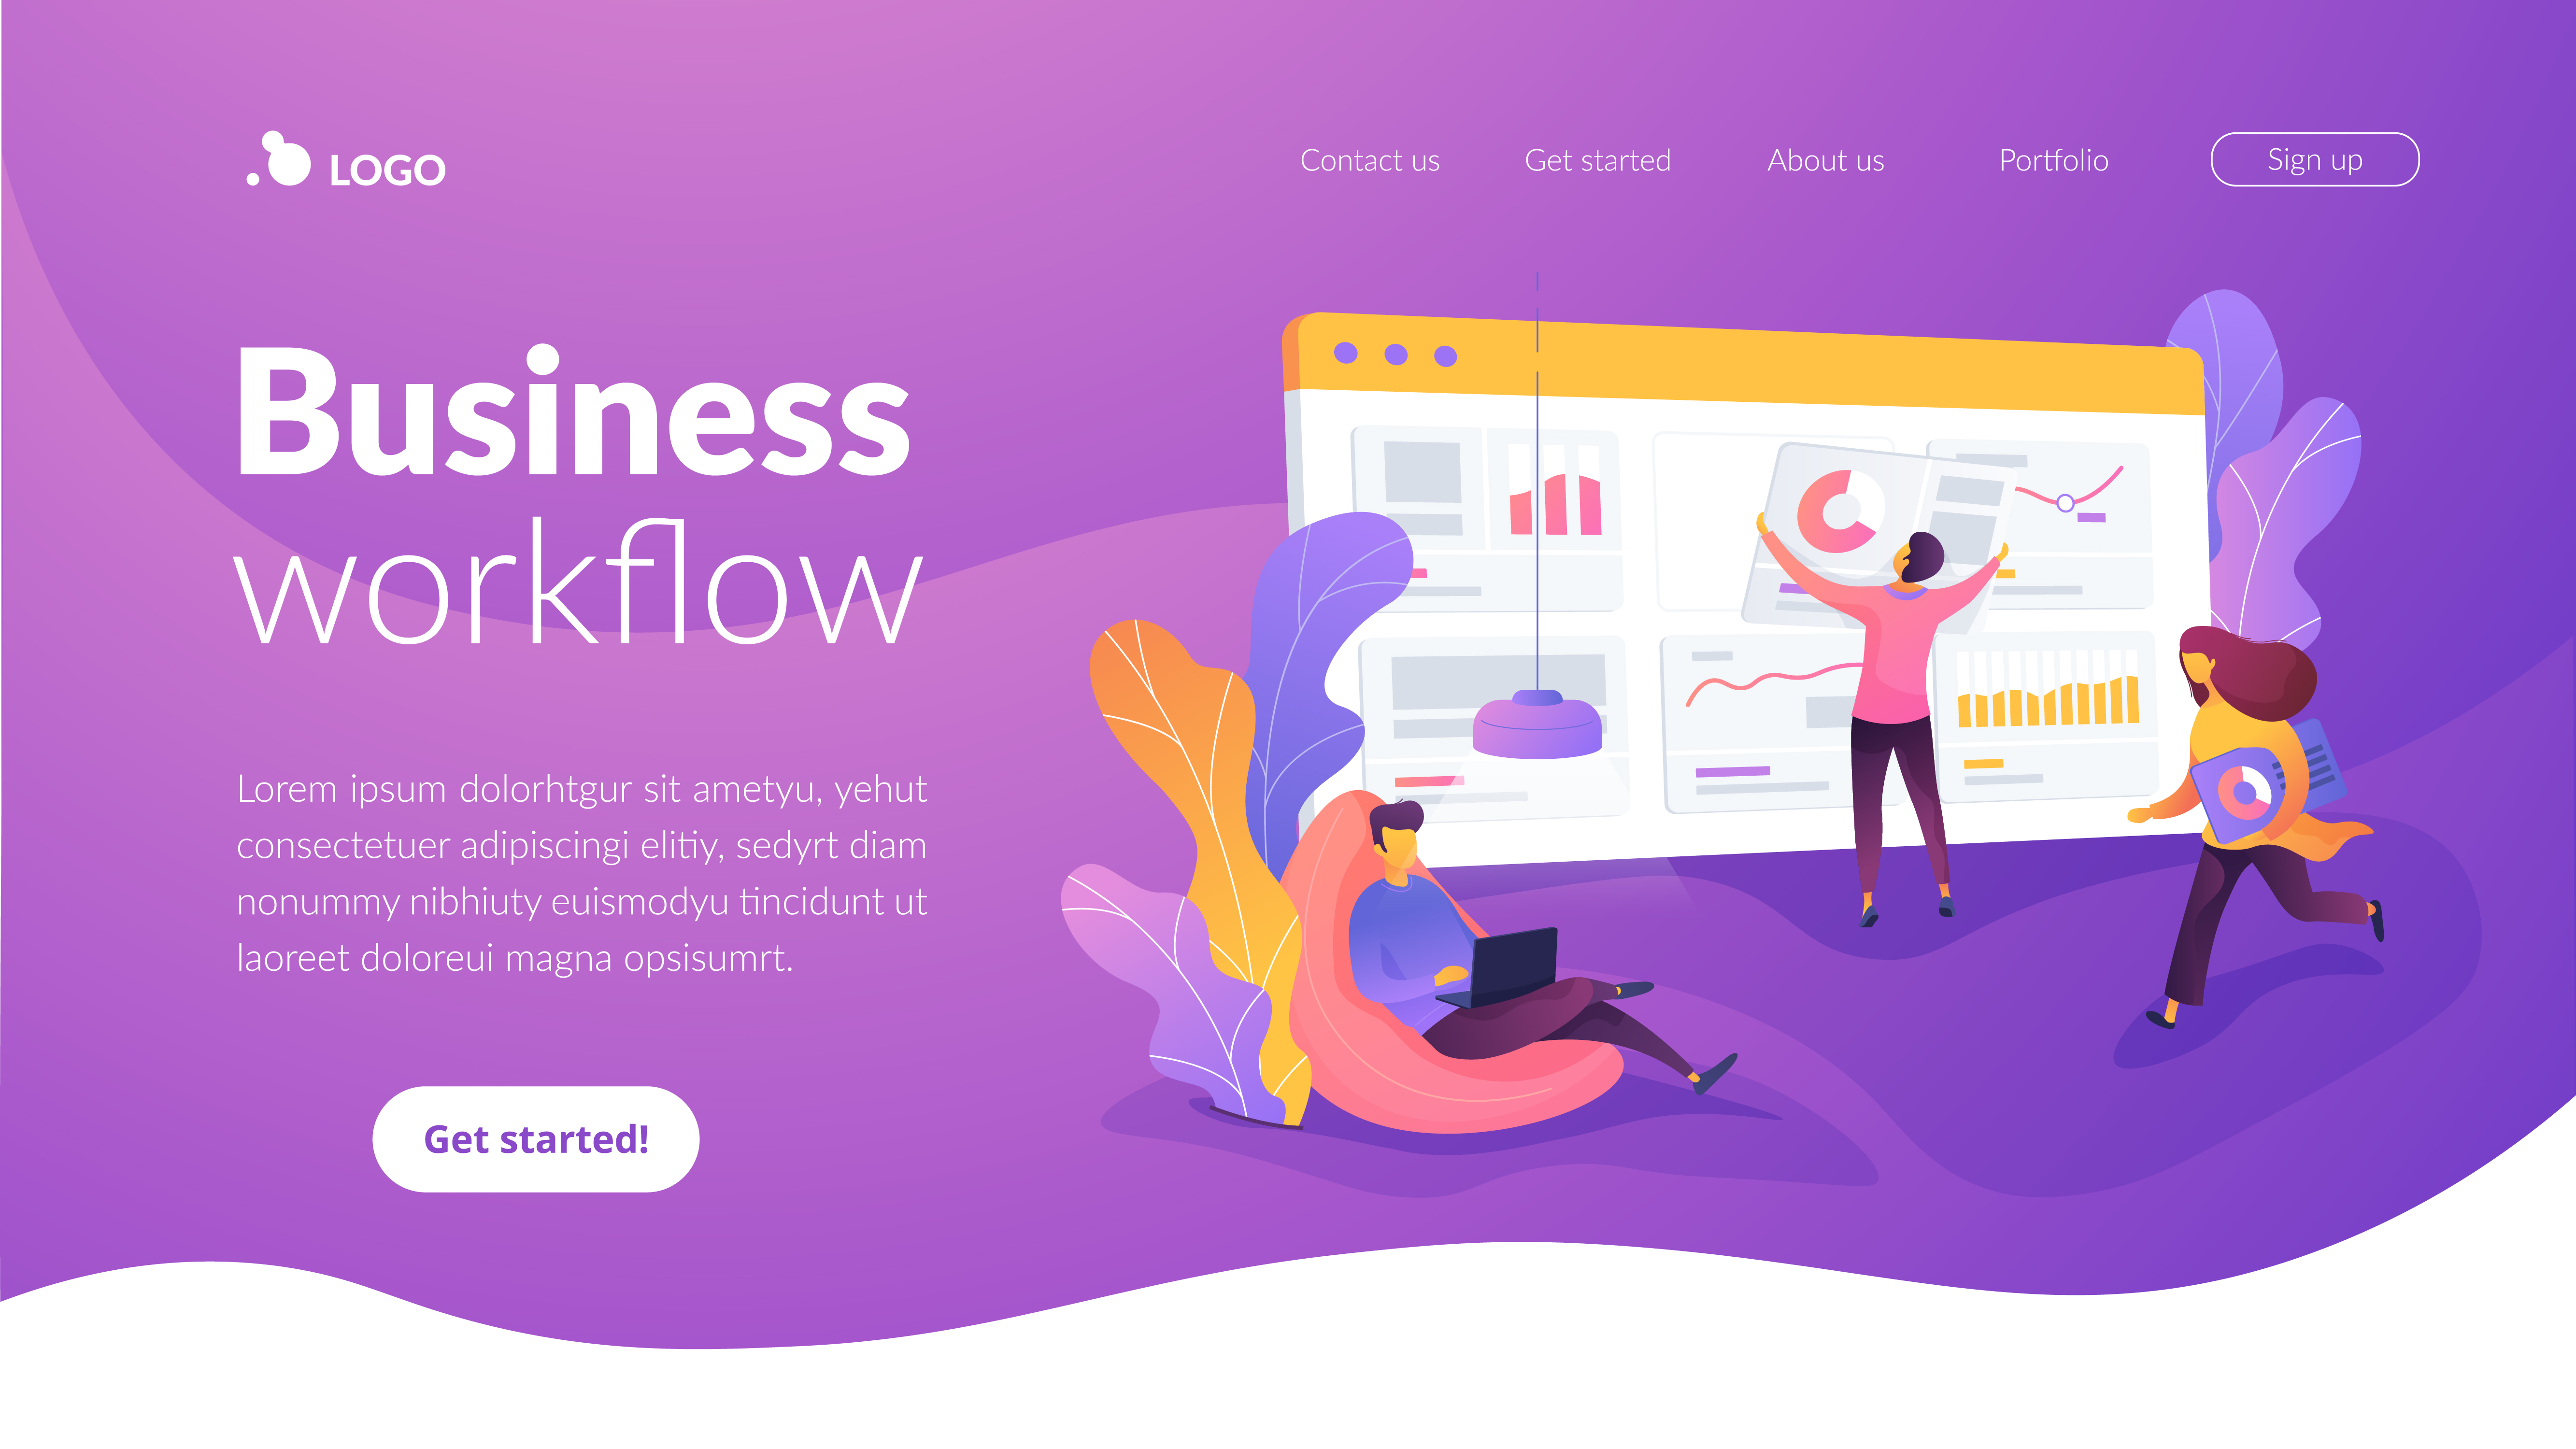 LOGO
Contact us
Get started
About us
Portfolio
Sign up
Business
workflow
Lorem ipsum dolorhtgur sit ametyu, yehut
consectetuer adipiscingi elitiy, sedyrt diam
nonummy nibhiuty euismodyu tincidunt ut
laoreet doloreui magna opsisumrt.
Get started!